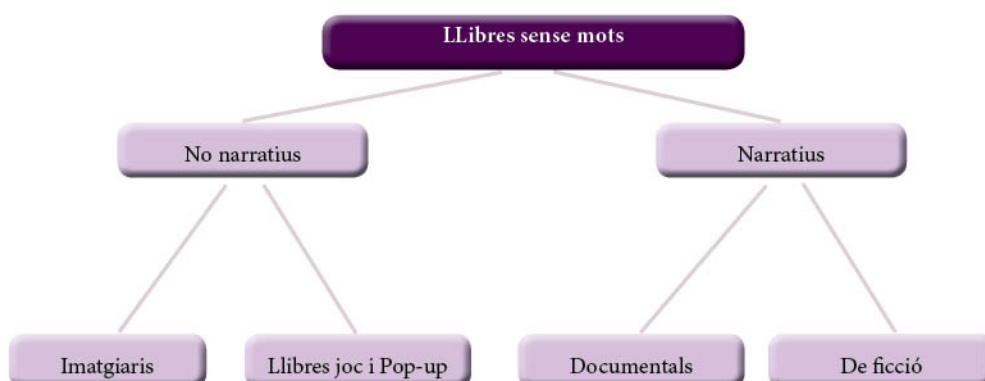 LLibres sense mots
No narratius
Narratius
Imatgiaris
Llibres joc i Pop-up
Documentals
De ficció